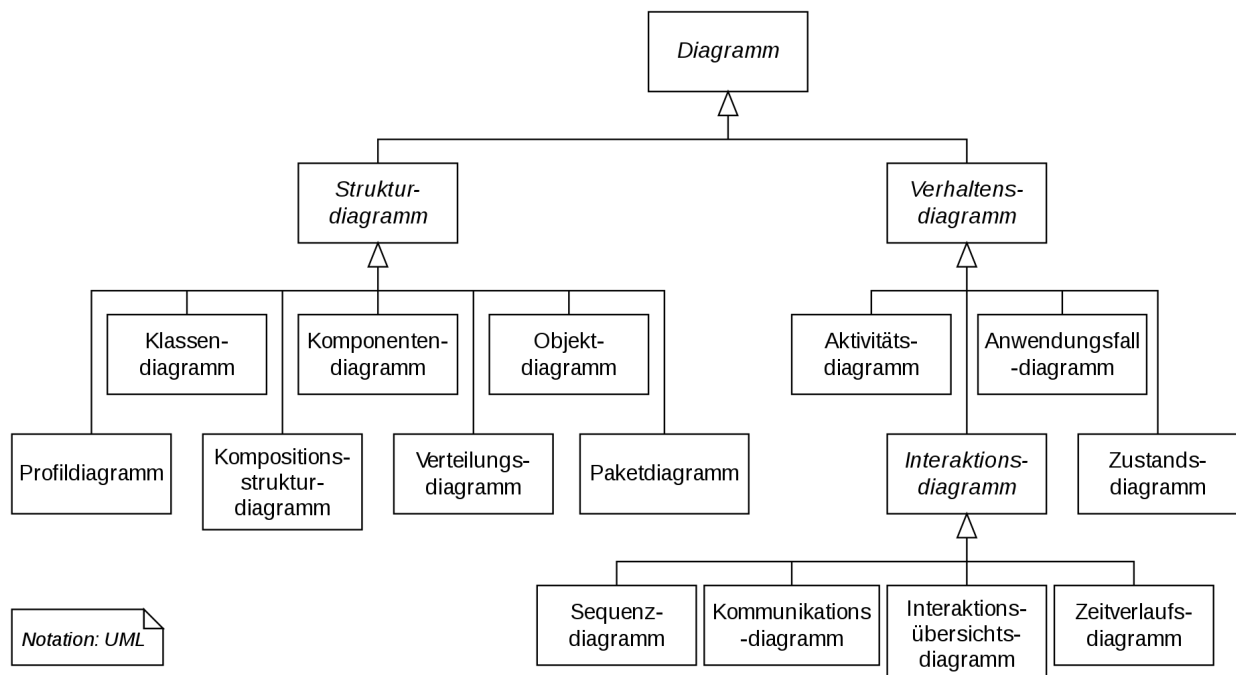 Diagramm
Struktur-
diagramm
Verhaltens-
diagramm
Klassen-
diagramm
Komponenten-
diagramm
Objekt-
diagramm
Aktivitäts-
diagramm
Anwendungsfall
-diagramm
Profildiagramm
Kompositions-
struktur-
diagramm
Verteilungs-
diagramm
Paketdiagramm
Interaktions-
diagramm
Zustands-
diagramm
Sequenz-
diagramm
Kommunikations
-diagramm
Interaktions-
übersichts-
diagramm
Zeitverlaufs-
diagramm
Notation: UML